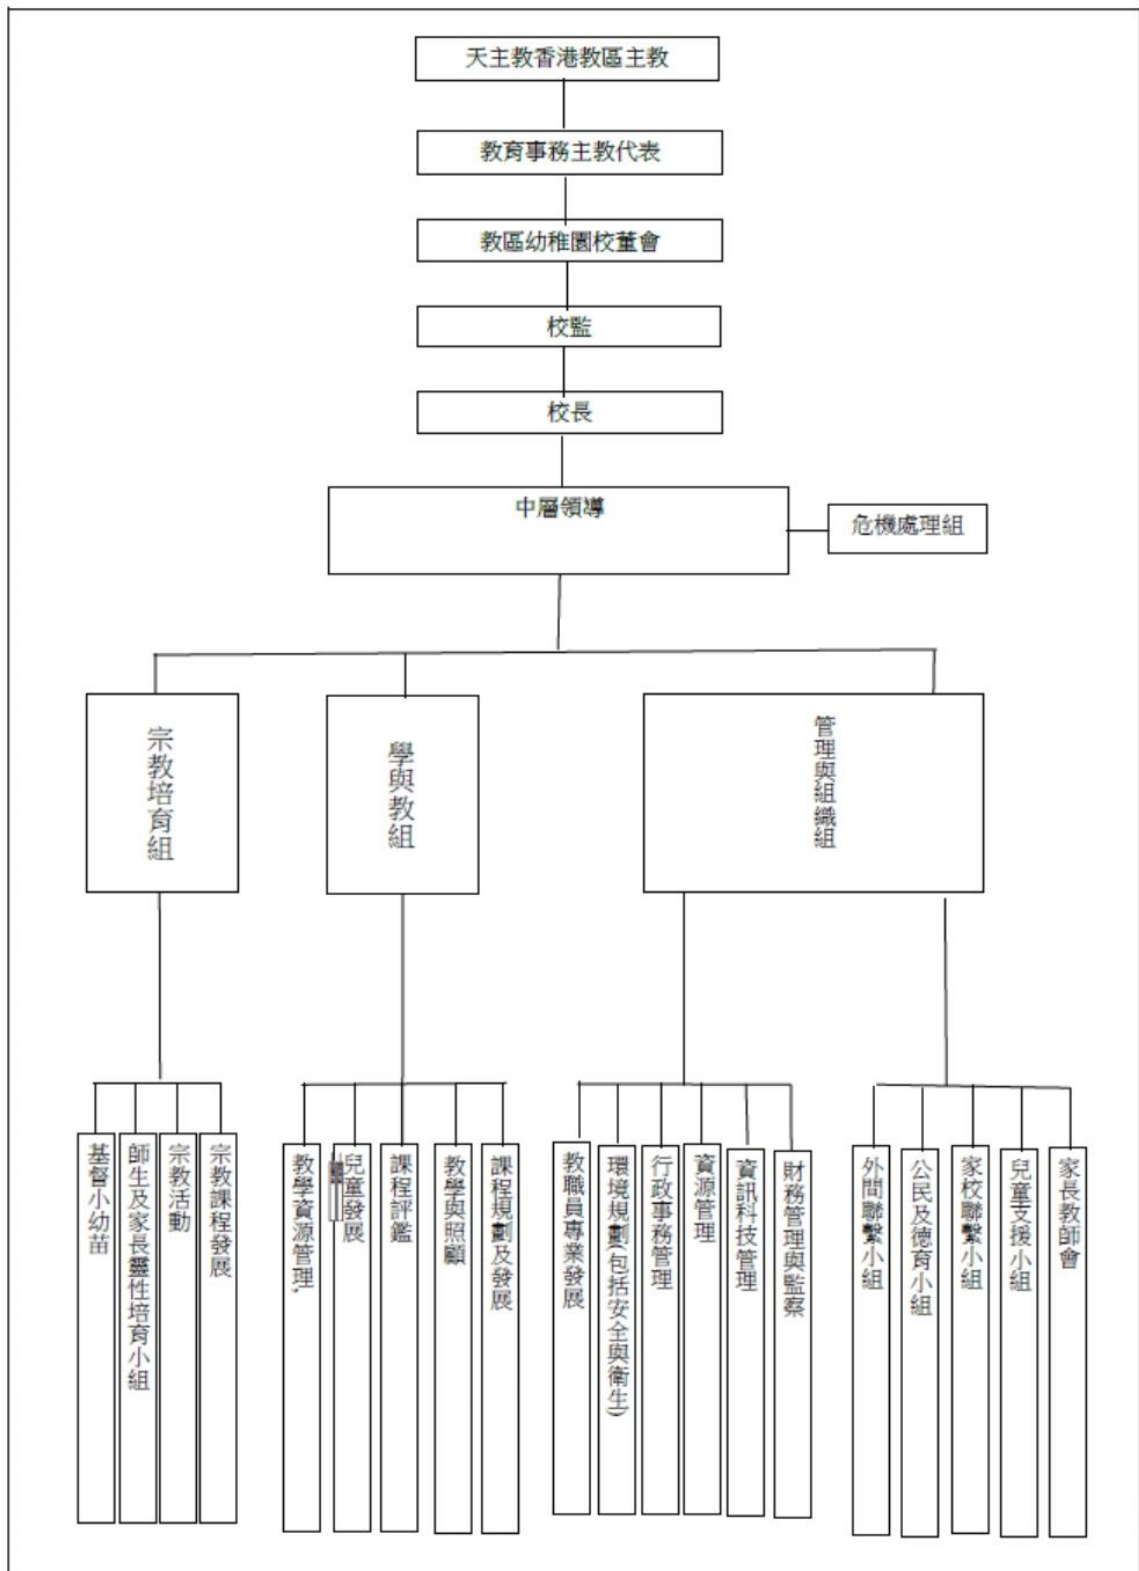 天主教香港教區主教
教育事務主教代表
教區幼稚園校董會
校監
校長
中層領導
危機處理組
宗教培育組
學與教組
管理與組織組
基督小幼苗
師生及家長靈性培育小組
宗教活動
宗教課程發展
教學資源管理,
兒童發展
課程評鑑
教學與照顧
課程規劃及發展
教職員專業發展
環境規劃(包括安全與衛生)
行政事務管理
資源管理
資訊科技管理
財務管理與監察
外間聯繫小組
公民及德育小組
家校聯繫小組
兒童支援小組
家長教師會